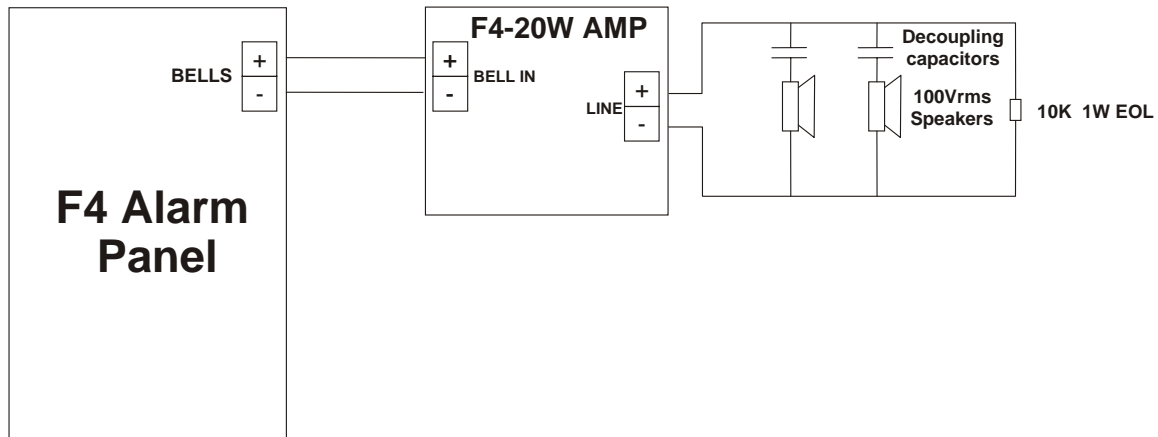 F4 Alarm
Panel
BELLS
+
-
F4-20W AMP
+
-
BELL IN
LINE
+
-
Decoupling
capacitors
100Vrms
Speakers
10K 1W EOL